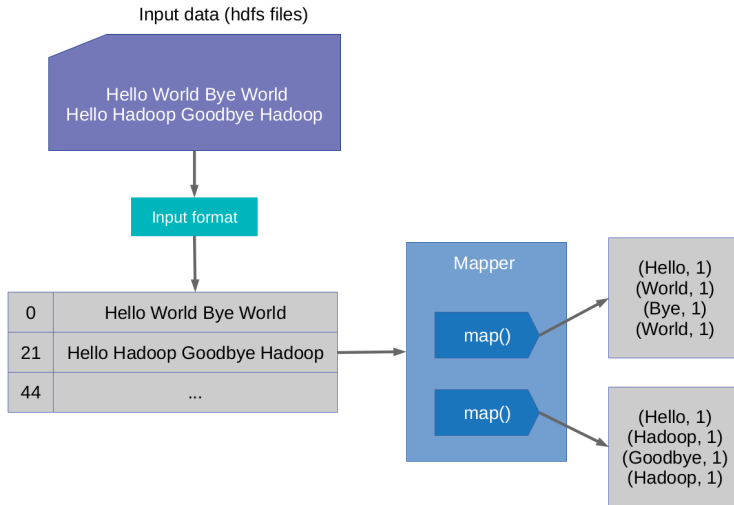 Input data (hdfs files)
Hello World Bye World
Hello Hadoop Goodbye Hadoop
Input format
0 Hello World Bye World
21 Hello Hadoop Goodbye Hadoop
44 ...
Mapper
map()
map()
(Hello, 1)
(World, 1)
(Bye, 1)
(World, 1)
(Hello, 1)
(Hadoop, 1)
(Goodbye, 1)
(Hadoop, 1)